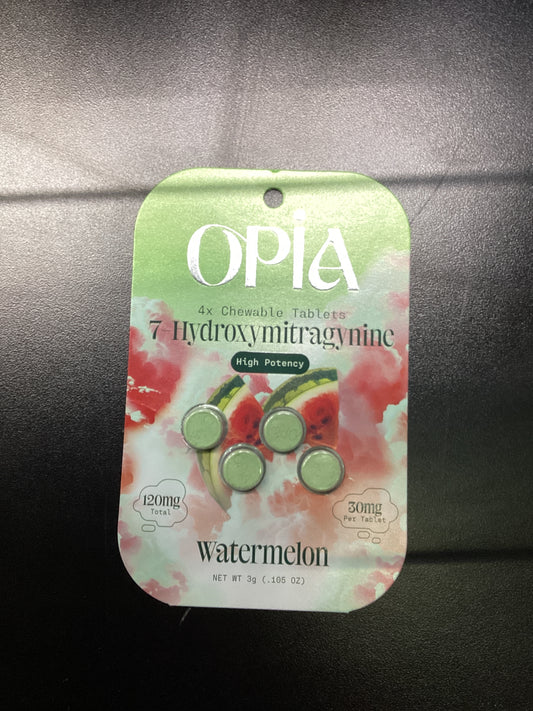 OPiA
4x Chewable Tablets
7-Hydroxymitragynine
High Potency
120mg
Total
30mg
Per Tablet
Watermelon
NET WT 3g (.105 OZ)